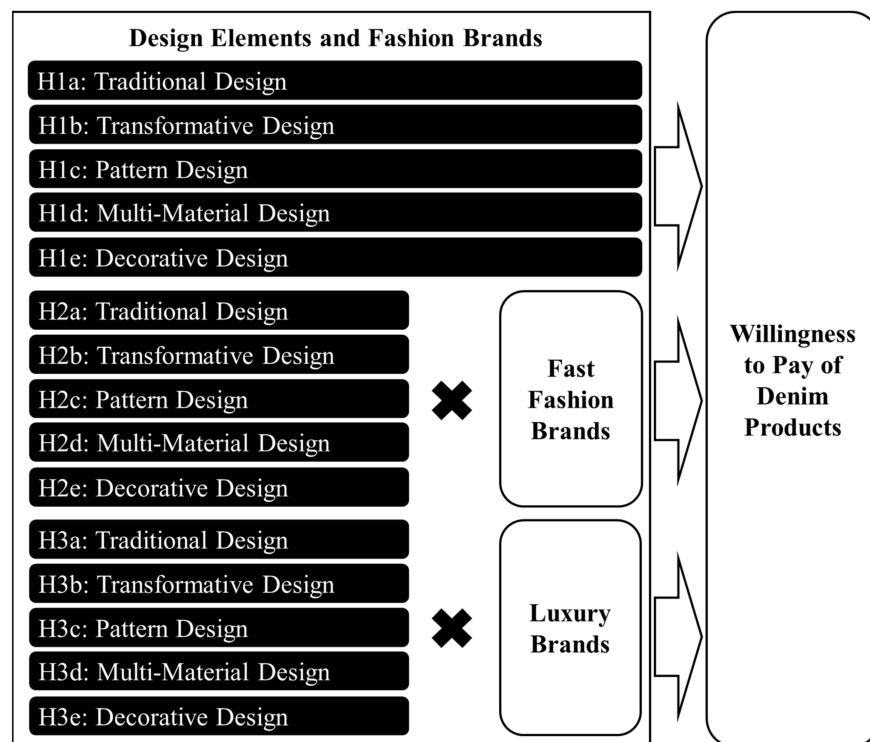 Design Elements and Fashion Brands
H1a: Traditional Design
H1b: Transformative Design
H1c: Pattern Design
H1d: Multi-Material Design
H1e: Decorative Design
H2a: Traditional Design
H2b: Transformative Design
H2c: Pattern Design
H2d: Multi-Material Design
H2e: Decorative Design
Fast
Fashion
Brands
H3a: Traditional Design
H3b: Transformative Design
H3c: Pattern Design
H3d: Multi-Material Design
H3e: Decorative Design
Luxury
Brands
Willingness
to Pay of
Denim
Products